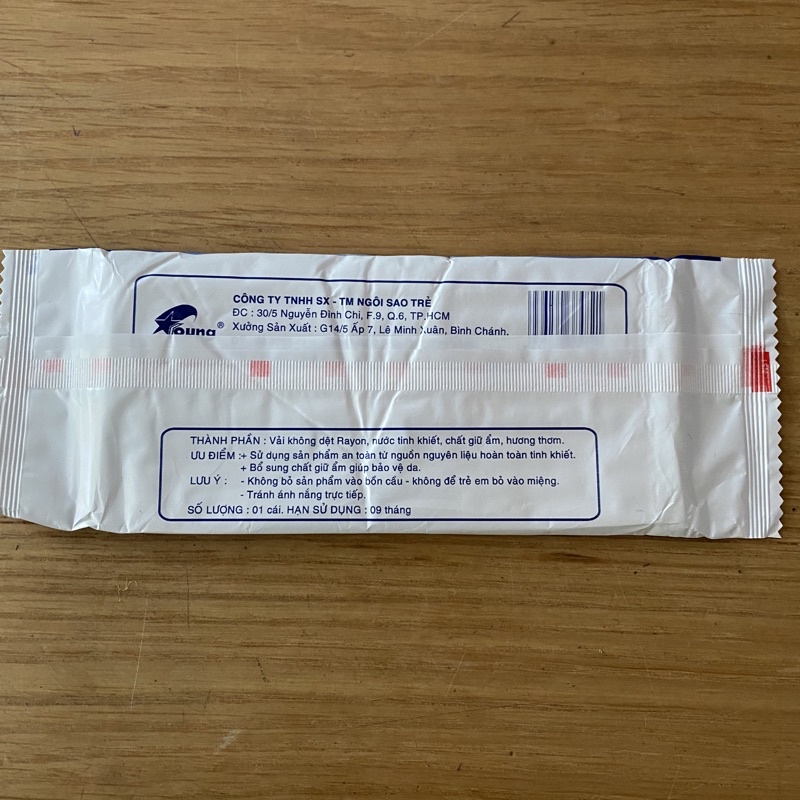 CÔNG TY TNHH SX - TM NGÔI SAO TRẺ
ĐC : 30/5 Nguyễn Đình Chi, F.9, Q.6, TP.HCM
Young ®
Xưởng Sản Xuất : G14/5 Ấp 7, Lê Minh Xuân, Bình Chánh.
THÀNH PHẦN : Vải không dệt Rayon, nước tinh khiết, chất giữ ẩm, hương thơm.
ƯU ĐIỂM :+ Sử dụng sản phẩm an toàn từ nguồn nguyên liệu hoàn toàn tinh khiết.
+ Bổ sung chất giữ ẩm giúp bảo vệ da.
LƯU Ý : - Không bỏ sản phẩm vào bồn cầu - không để trẻ em bỏ vào miệng.
- Tránh ánh nắng trực tiếp.
SỐ LƯỢNG : 01 cái. HẠN SỬ DỤNG : 09 tháng